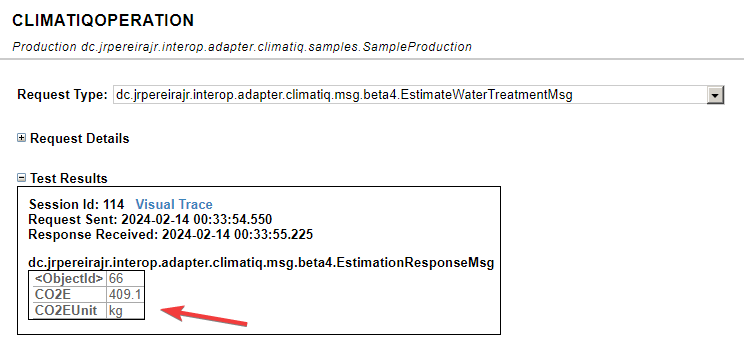 CLIMATIQOPERATION
Production dc.jrpereirajr.interop.adapter.climatiq.samples.SampleProduction
Request Type: dc.jrpereirajr.interop.adapter.climatiq.msg.beta4.EstimateWaterTreatmentMsg
Request Details
Test Results
Session Id: 114 Visual Trace
Request Sent: 2024-02-14 00:33:54.550
Response Received: 2024-02-14 00:33:55.225
dc.jrpereirajr.interop.adapter.climatiq.msg.beta4.EstimationResponseMsg
<ObjectId> 66
CO2E 409.1
CO2EUnit kg